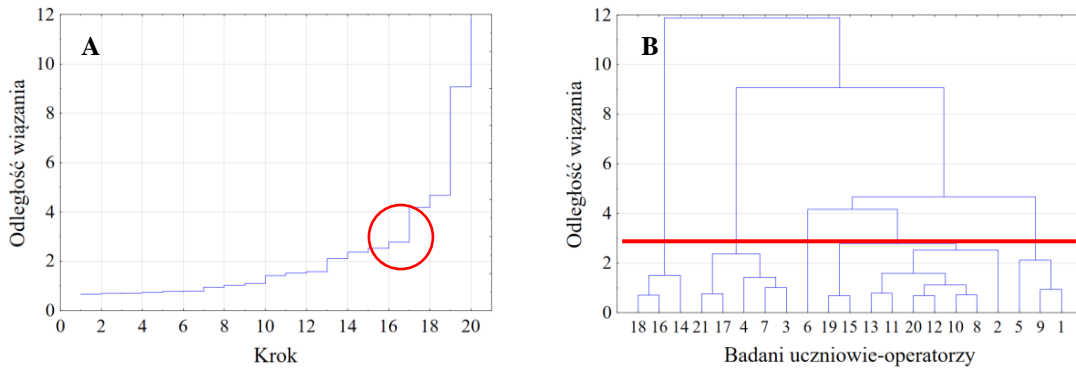 A
Odległość wiązania
12
10
8
6
4
2
0
0 2 4 6 8 10 12 14 16 18 20
Krok
B
Odległość wiązania
12
10
8
6
4
2
0
18 16 14 21 17 4 7 3 6 19 15 13 11 20 12 10 8 2 5 9 1
Badani uczniowie-operatorzy